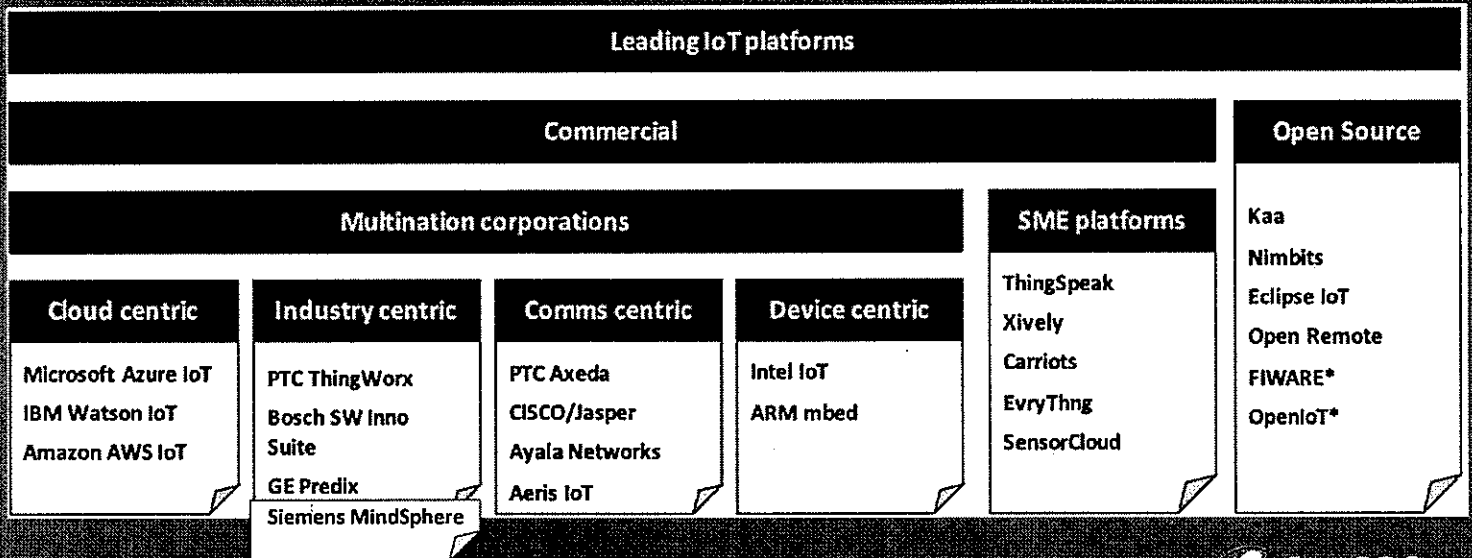 Leading IoT platforms
Commercial
Open Source
Multination corporations
SME platforms
Cloud centric
Industry centric
Comms centric
Device centric
Microsoft Azure IoT
IBM Watson IoT
Amazon AWS IoT
PTC ThingWorx
Bosch SW Inno
Suite
GE Predix
Siemens MindSphere
PTC Axeda
CISCO/Jasper
Ayala Networks
Aeris IoT
Intel IoT
ARM mbed
ThingSpeak
Xively
Carriots
EvryThng
SensorCloud
Kaa
Nimbits
Eclipse IoT
Open Remote
FIWARE*
OpenIoT*